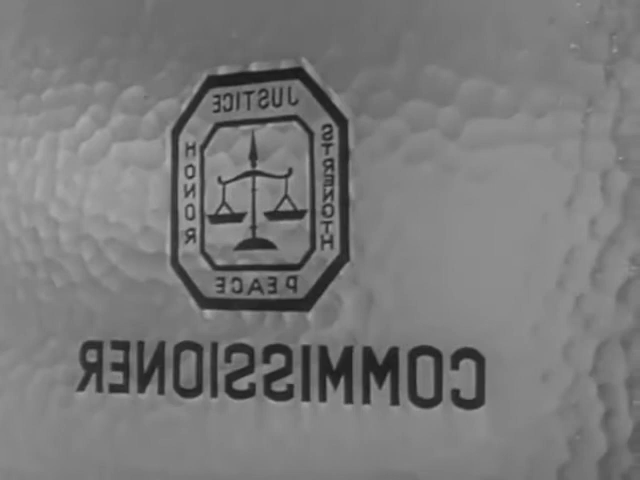 JUSTICE
STRENGTH
HONOR
PEACE
COMMISSIONER